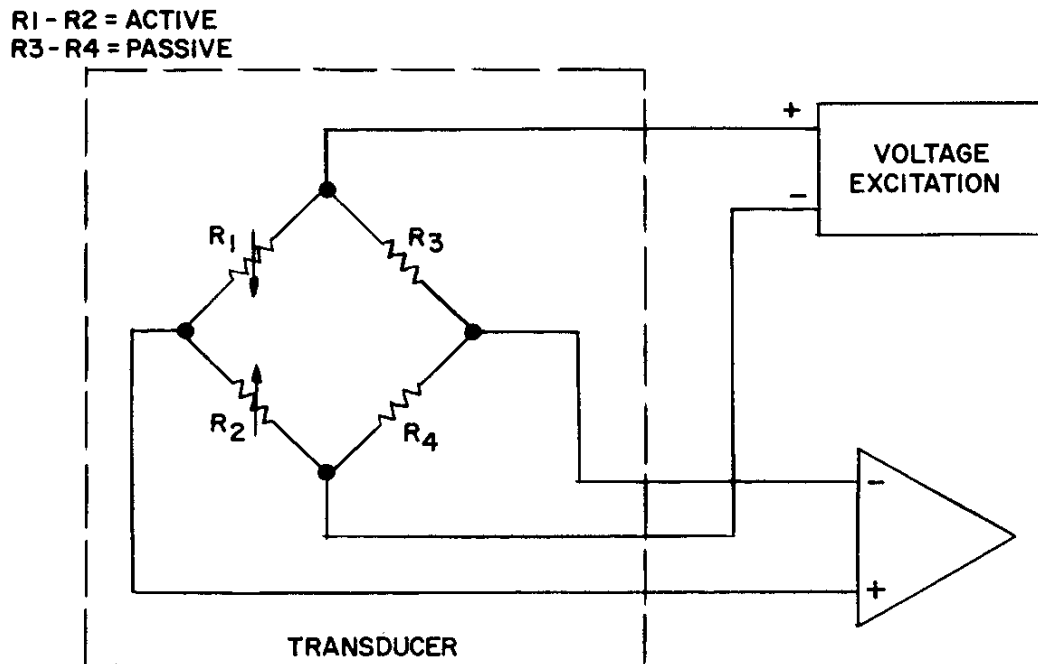 R1-R2 = ACTIVE
R3-R4 = PASSIVE
+
VOLTAGE
EXCITATION
-
R1
R3
R2
R4
-
+
TRANSDUCER